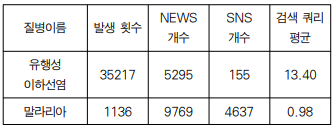 질병이름 발생 횟수 NEWS 개수 SNS 개수 검색 쿼리 평균
유행성 이하선염 35217 5295 155 13.40
말라리아 1136 9769 4637 0.98